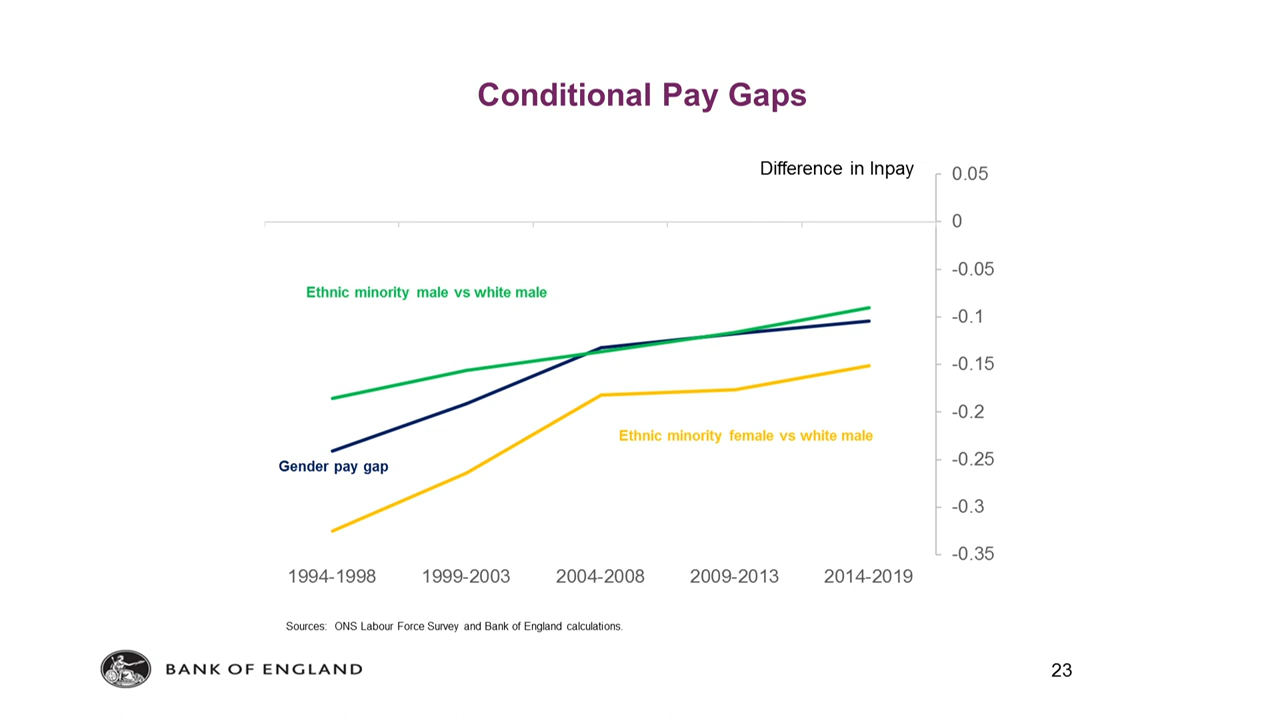 Conditional Pay Gaps
Difference in lnpay
0.05
0
-0.05
-0.1
-0.15
-0.2
-0.25
-0.3
-0.35
Ethnic minority male vs white male
Ethnic minority female vs white male
Gender pay gap
1994-1998 1999-2003 2004-2008 2009-2013 2014-2019
Sources: ONS Labour Force Survey and Bank of England calculations.
BANK OF ENGLAND
23